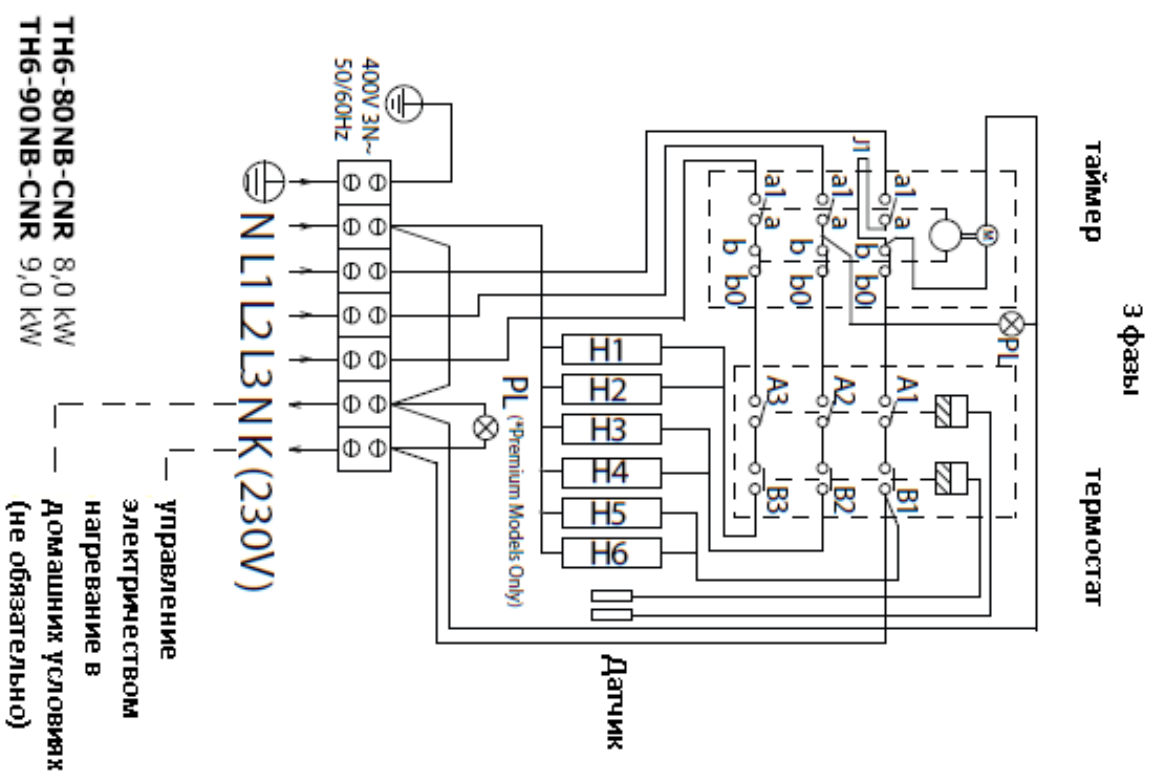 3 фазы
таймер
термостат
J1
a1 a
a1 a
a1 a
b b0
b b0
b b0
M
PL
A1
A2
A3
B1
B2
B3
H1
H2
H3
H4
H5
H6
PL (*Premium Models Only)
Датчик
400V 3N~
50/60Hz
N L1 L2 L3 N K (230V)
управление
электричеством
нагревание в
домашних условиях
(не обязательно)
TH6-80NB-CNR 8,0 kW
TH6-90NB-CNR 9,0 kW